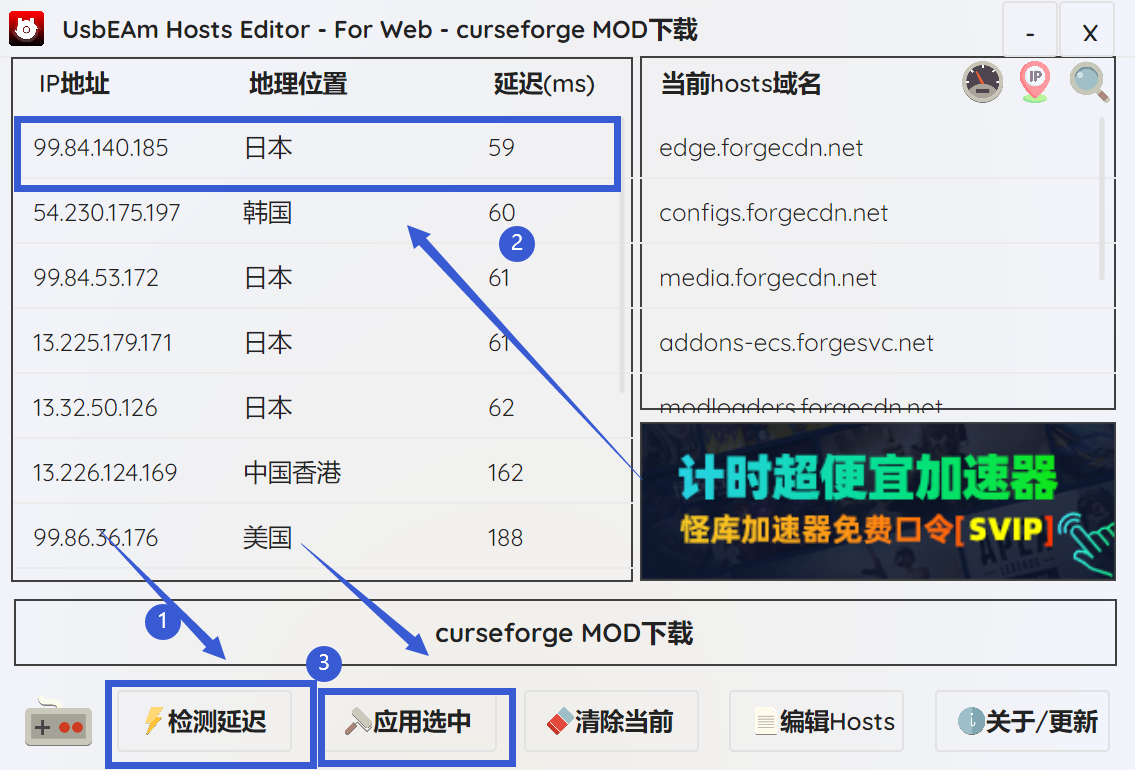 UsbEAm Hosts Editor - For Web - curseforge MOD下载
- X
IP地址 地理位置 延迟(ms)
99.84.140.185 日本 59
54.230.175.197 韩国 60
2
99.84.53.172 日本 61
13.225.179.171 日本 61
13.32.50.126 日本 62
13.226.124.169 中国香港 162
99.86.36.176 美国 188
当前hosts域名
IP
edge.forgecdn.net
configs.forgecdn.net
media.forgecdn.net
addons-ecs.forgesvc.net
modloaders.forgecdn.net
计时超便宜加速器
怪库加速器免费口令[SVIP]
APEX
LEGENDS
1
curseforge MOD下载
3
检测延迟 应用选中 清除当前 编辑Hosts 关于/更新